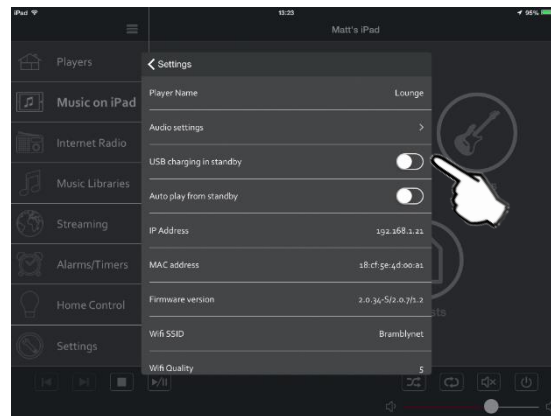 iPad 13:23 95%
Matt's iPad
Players
Music on iPad
Internet Radio
Music Libraries
Streaming
Alarms/Timers
Home Control
Settings
Settings
Player Name Lounge
Audio settings >
USB charging in standby
Auto play from standby
IP Address 192.168.1.21
MAC address 18:cf:5e:4d:00:a1
Firmware version 2.0.34-S/2.0.7/1.2
Wifi SSID Bramblynet
Wifi Quality 5